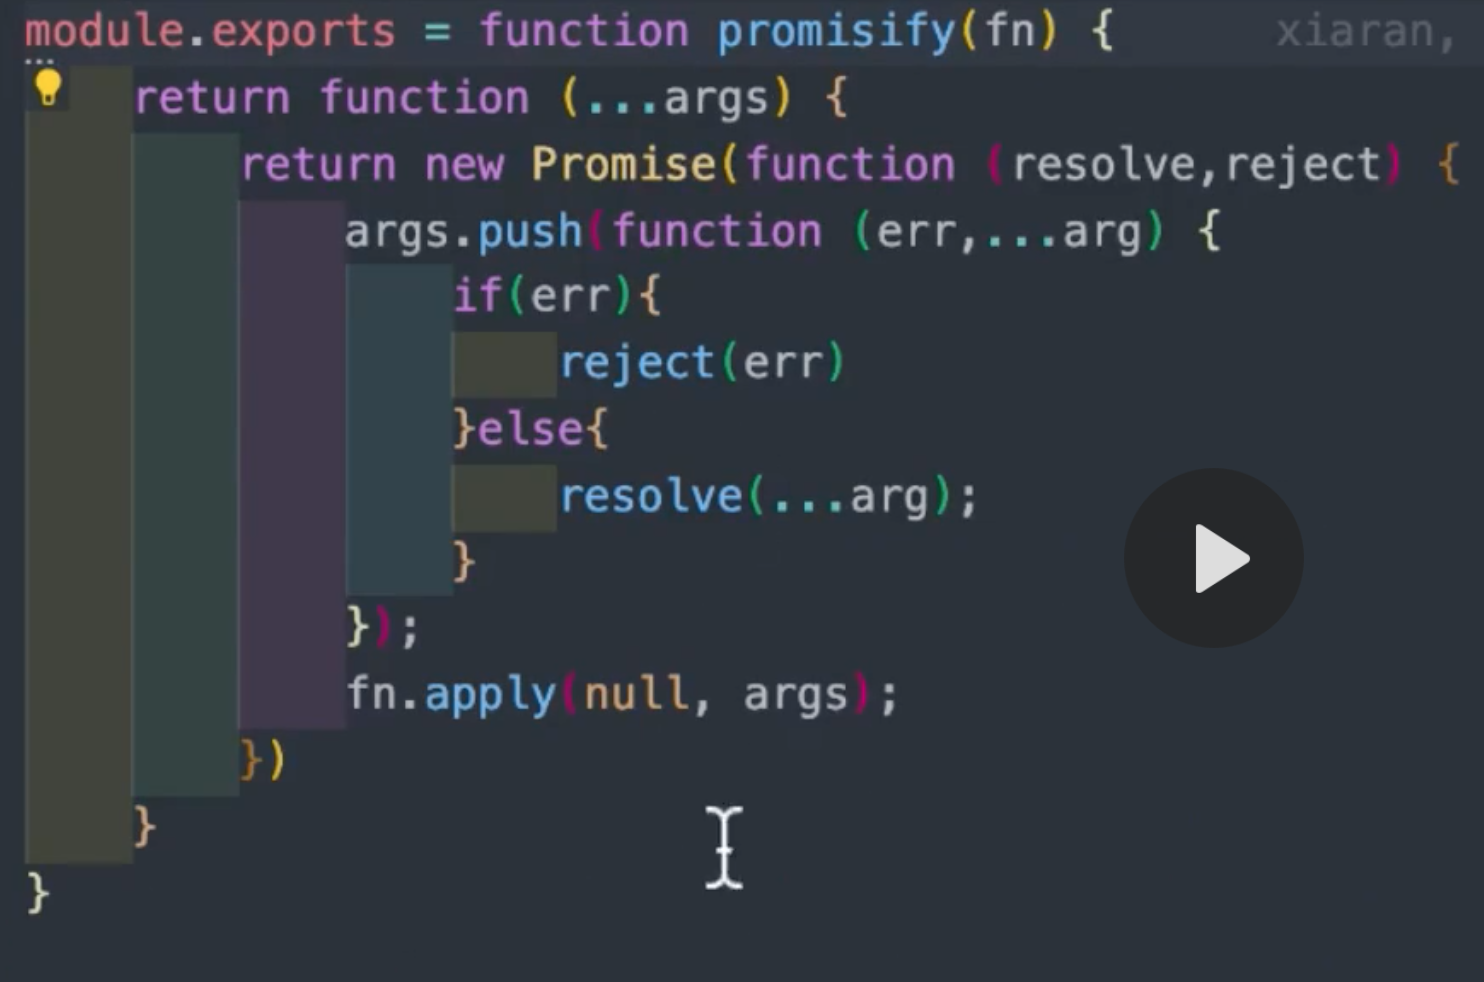 module.exports = function promisify(fn) { xiaran,
return function (...args) {
return new Promise(function (resolve,reject) {
args.push(function (err,...arg) {
if(err){
reject(err)
}else{
resolve(...arg);
}
});
fn.apply(null, args);
})
}
}